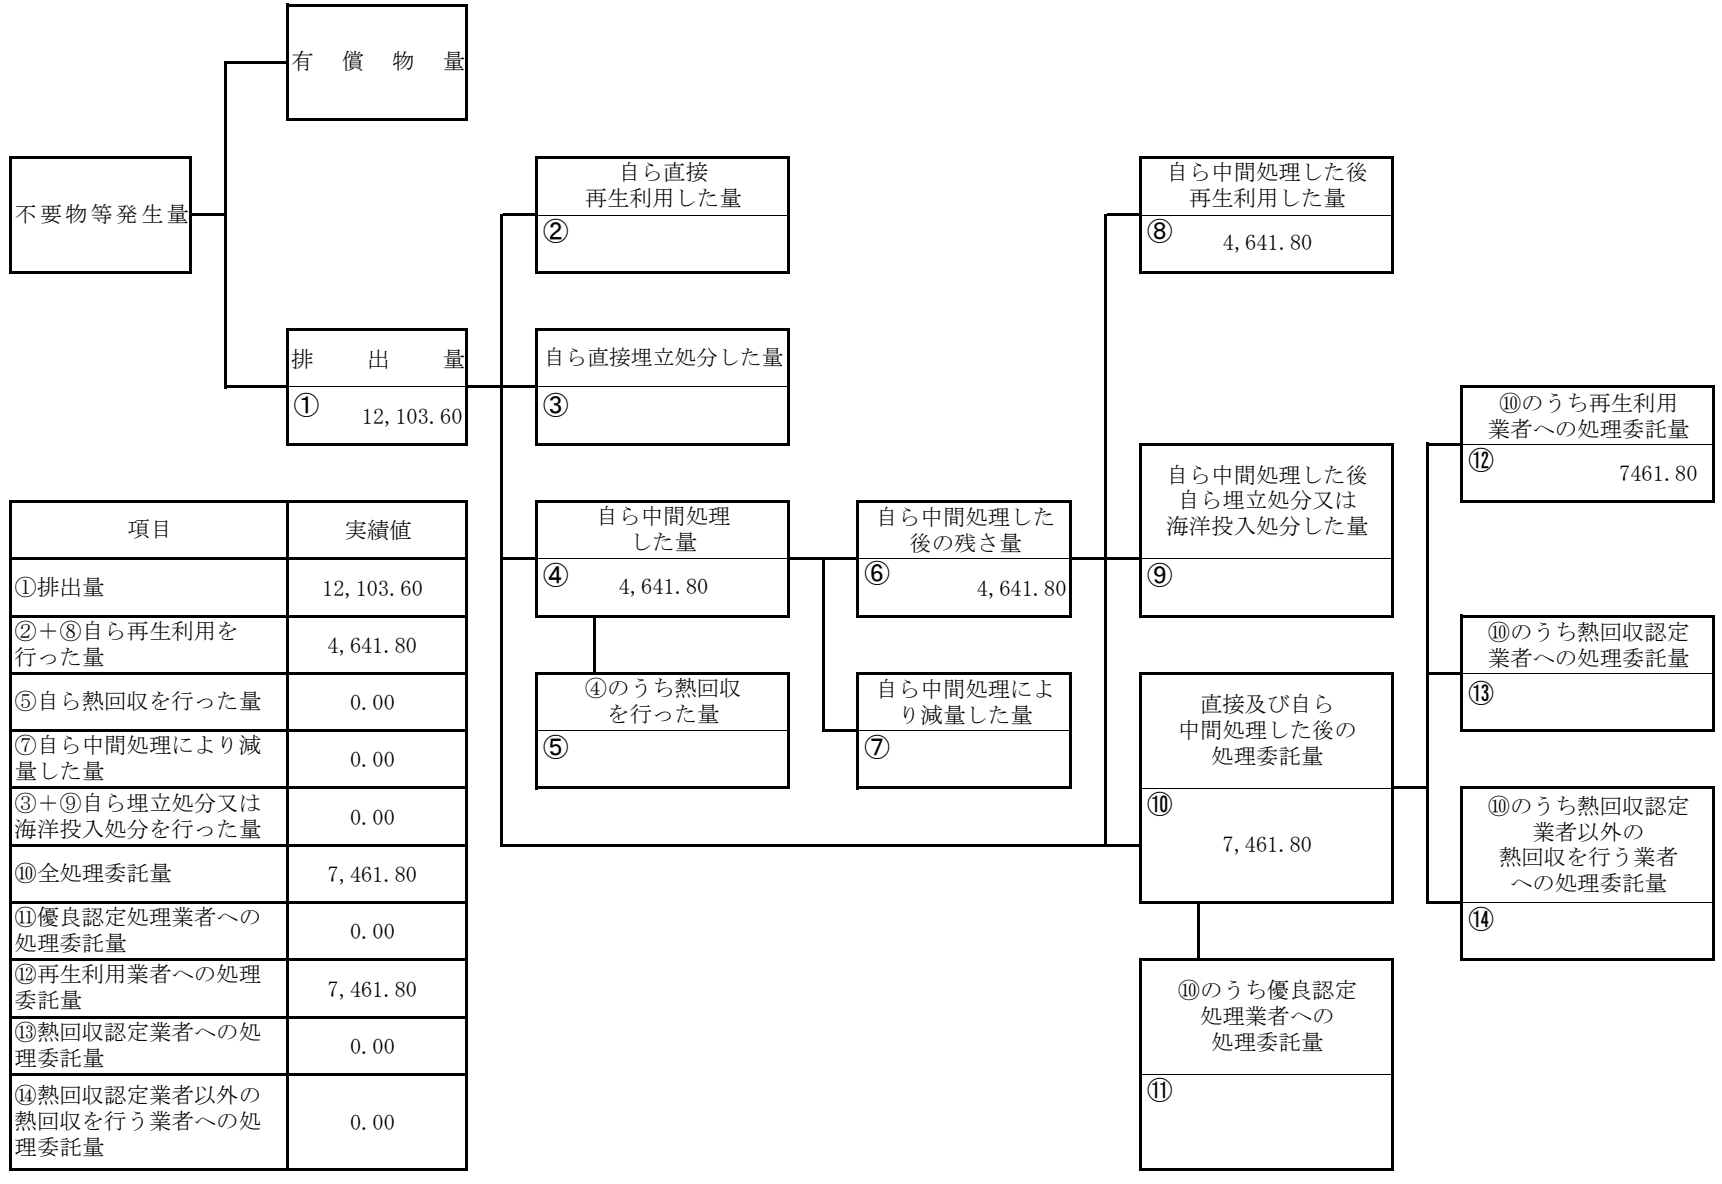 有償物量
不要物等発生量
排出量
①
12,103.60
自ら直接
再生利用した量
②
自ら直接埋立処分した量
③
自ら中間処理
した量
④
4,641.80
④のうち熱回収
を行った量
⑤
自ら中間処理した
後の残さ量
⑥
4,641.80
自ら中間処理によ
り減量した量
⑦
自ら中間処理した後
再生利用した量
⑧
4,641.80
自ら中間処理した後
自ら埋立処分又は
海洋投入処分した量
⑨
直接及び自ら
中間処理した後の
処理委託量
⑩
7,461.80
⑩のうち優良認定
処理業者への
処理委託量
⑪
⑩のうち再生利用
業者への処理委託量
⑫
7461.80
⑩のうち熱回収認定
業者への処理委託量
⑬
⑩のうち熱回収認定
業者以外の
熱回収を行う業者
への処理委託量
⑭
項目 実績値
①排出量 12,103.60
②＋⑧自ら再生利用を
行った量 4,641.80
⑤自ら熱回収を行った量 0.00
⑦自ら中間処理により減
量した量 0.00
③＋⑨自ら埋立処分又は
海洋投入処分を行った量 0.00
⑩全処理委託量 7,461.80
⑪優良認定処理業者への
処理委託量 0.00
⑫再生利用業者への処理
委託量 7,461.80
⑬熱回収認定業者への処
理委託量 0.00
⑭熱回収認定業者以外の
熱回収を行う業者への処
理委託量 0.00